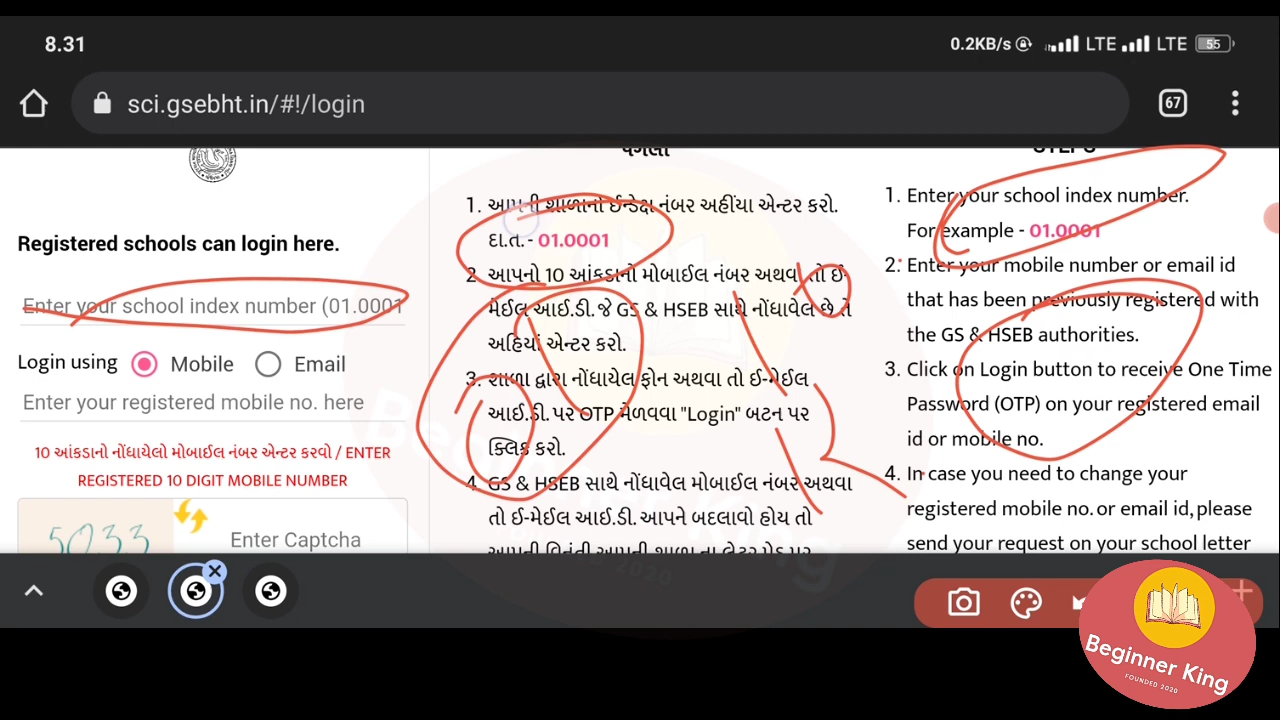 8.31
0.2KB/s LTE LTE 55
sci.gsebht.in/#!/login
67
પગલાં
STEPS
Registered schools can login here.
Enter your school index number (01.0001
Login using Mobile Email
Enter your registered mobile no. here
10 આંકડાનો નોંધાયેલો મોબાઈલ નંબર એન્ટર કરવો / ENTER
REGISTERED 10 DIGIT MOBILE NUMBER
Enter Captcha
1. આપની શાળાનો ઈન્ડેક્ષ નંબર અહીંયા એન્ટર કરો.
દા.ત.- 01.0001
2. આપનો 10 આંકડાનો મોબાઈલ નંબર અથવા તો ઈ-
મેઈલ આઈ.ડી. જે GS & HSEB સાથે નોંધાવેલ છે તે
અહિયાં એન્ટર કરો.
3. શાળા દ્વારા નોંધાયેલ ફોન અથવા તો ઈ-મેઈલ
આઈ.ડી. પર OTP મેળવવા "Login" બટન પર
ક્લિક કરો.
4. GS & HSEB સાથે નોંધાવેલ મોબાઈલ નંબર અથવા
તો ઈ-મેઈલ આઈ.ડી. આપને બદલાવો હોય તો
1. Enter your school index number.
For example - 01.0001
2. Enter your mobile number or email id
that has been previously registered with
the GS & HSEB authorities.
3. Click on Login button to receive One Time
Password (OTP) on your registered email
id or mobile no.
4. In case you need to change your
registered mobile no. or email id, please
send your request on your school letter
Beginner King
FOUNDED 2020